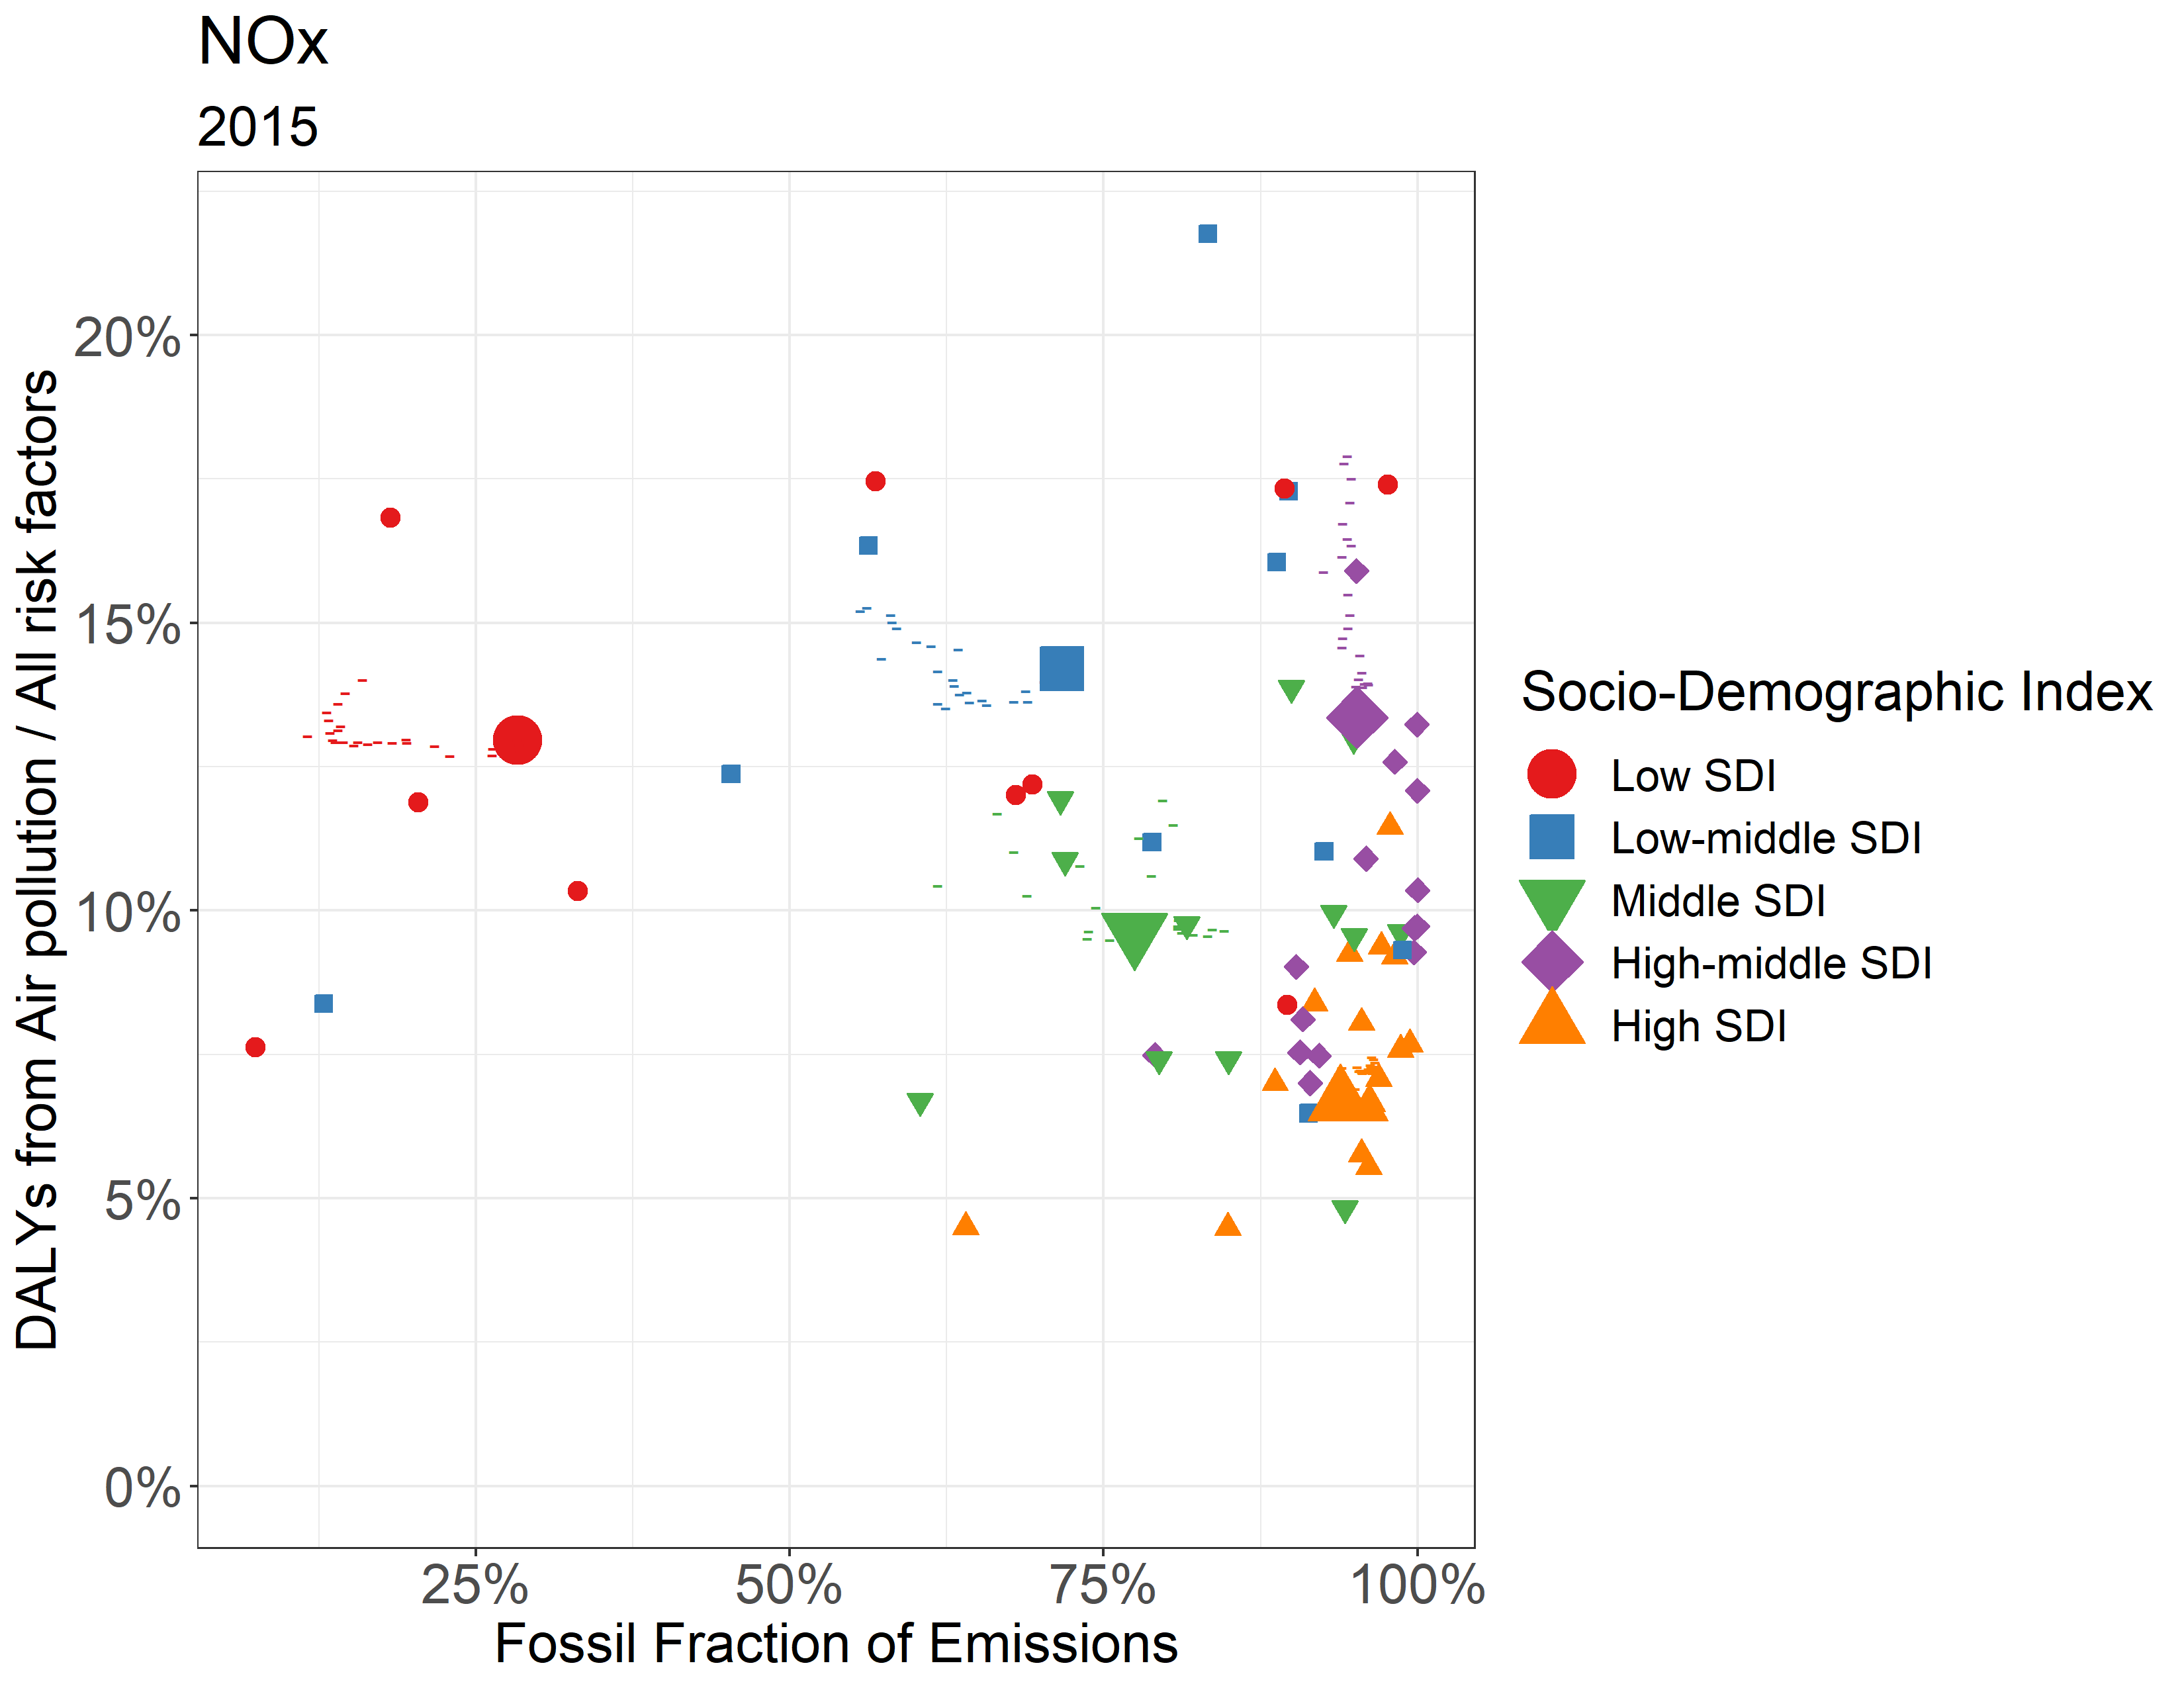 NOx
2015
DALYs from Air pollution / All risk factors
20%
15%
10%
5%
0%
25% 50% 75% 100%
Fossil Fraction of Emissions
Socio-Demographic Index
Low SDI
Low-middle SDI
Middle SDI
High-middle SDI
High SDI